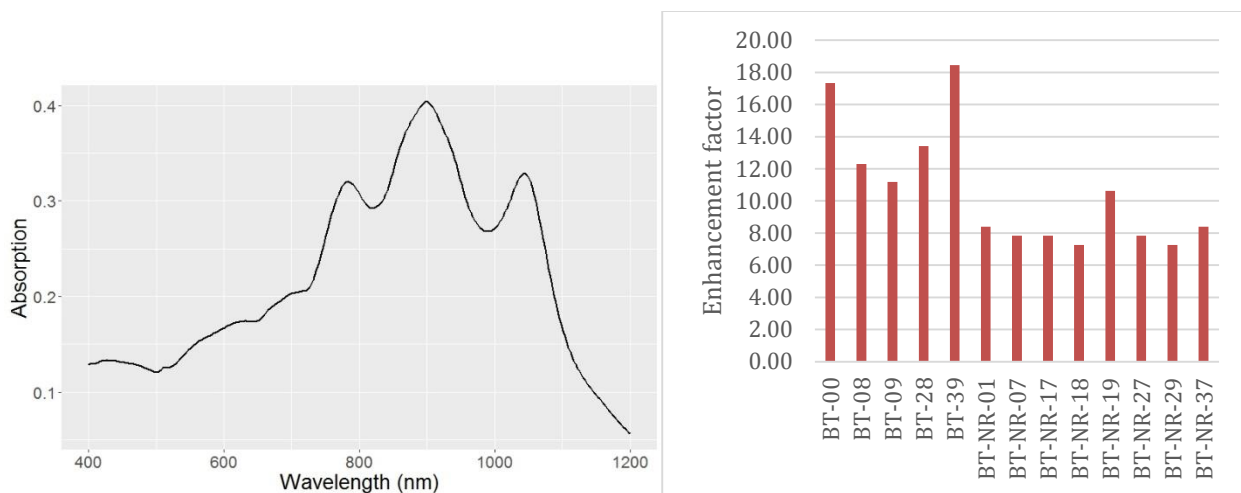 0.4
0.3
0.2
0.1
Absorption
400
600
800
1000
1200
Wavelength (nm)
20.00
18.00
16.00
14.00
12.00
10.00
8.00
6.00
4.00
2.00
0.00
Enhancement factor
BT-00
BT-08
BT-09
BT-28
BT-39
BT-NR-01
BT-NR-07
BT-NR-17
BT-NR-18
BT-NR-19
BT-NR-27
BT-NR-29
BT-NR-37